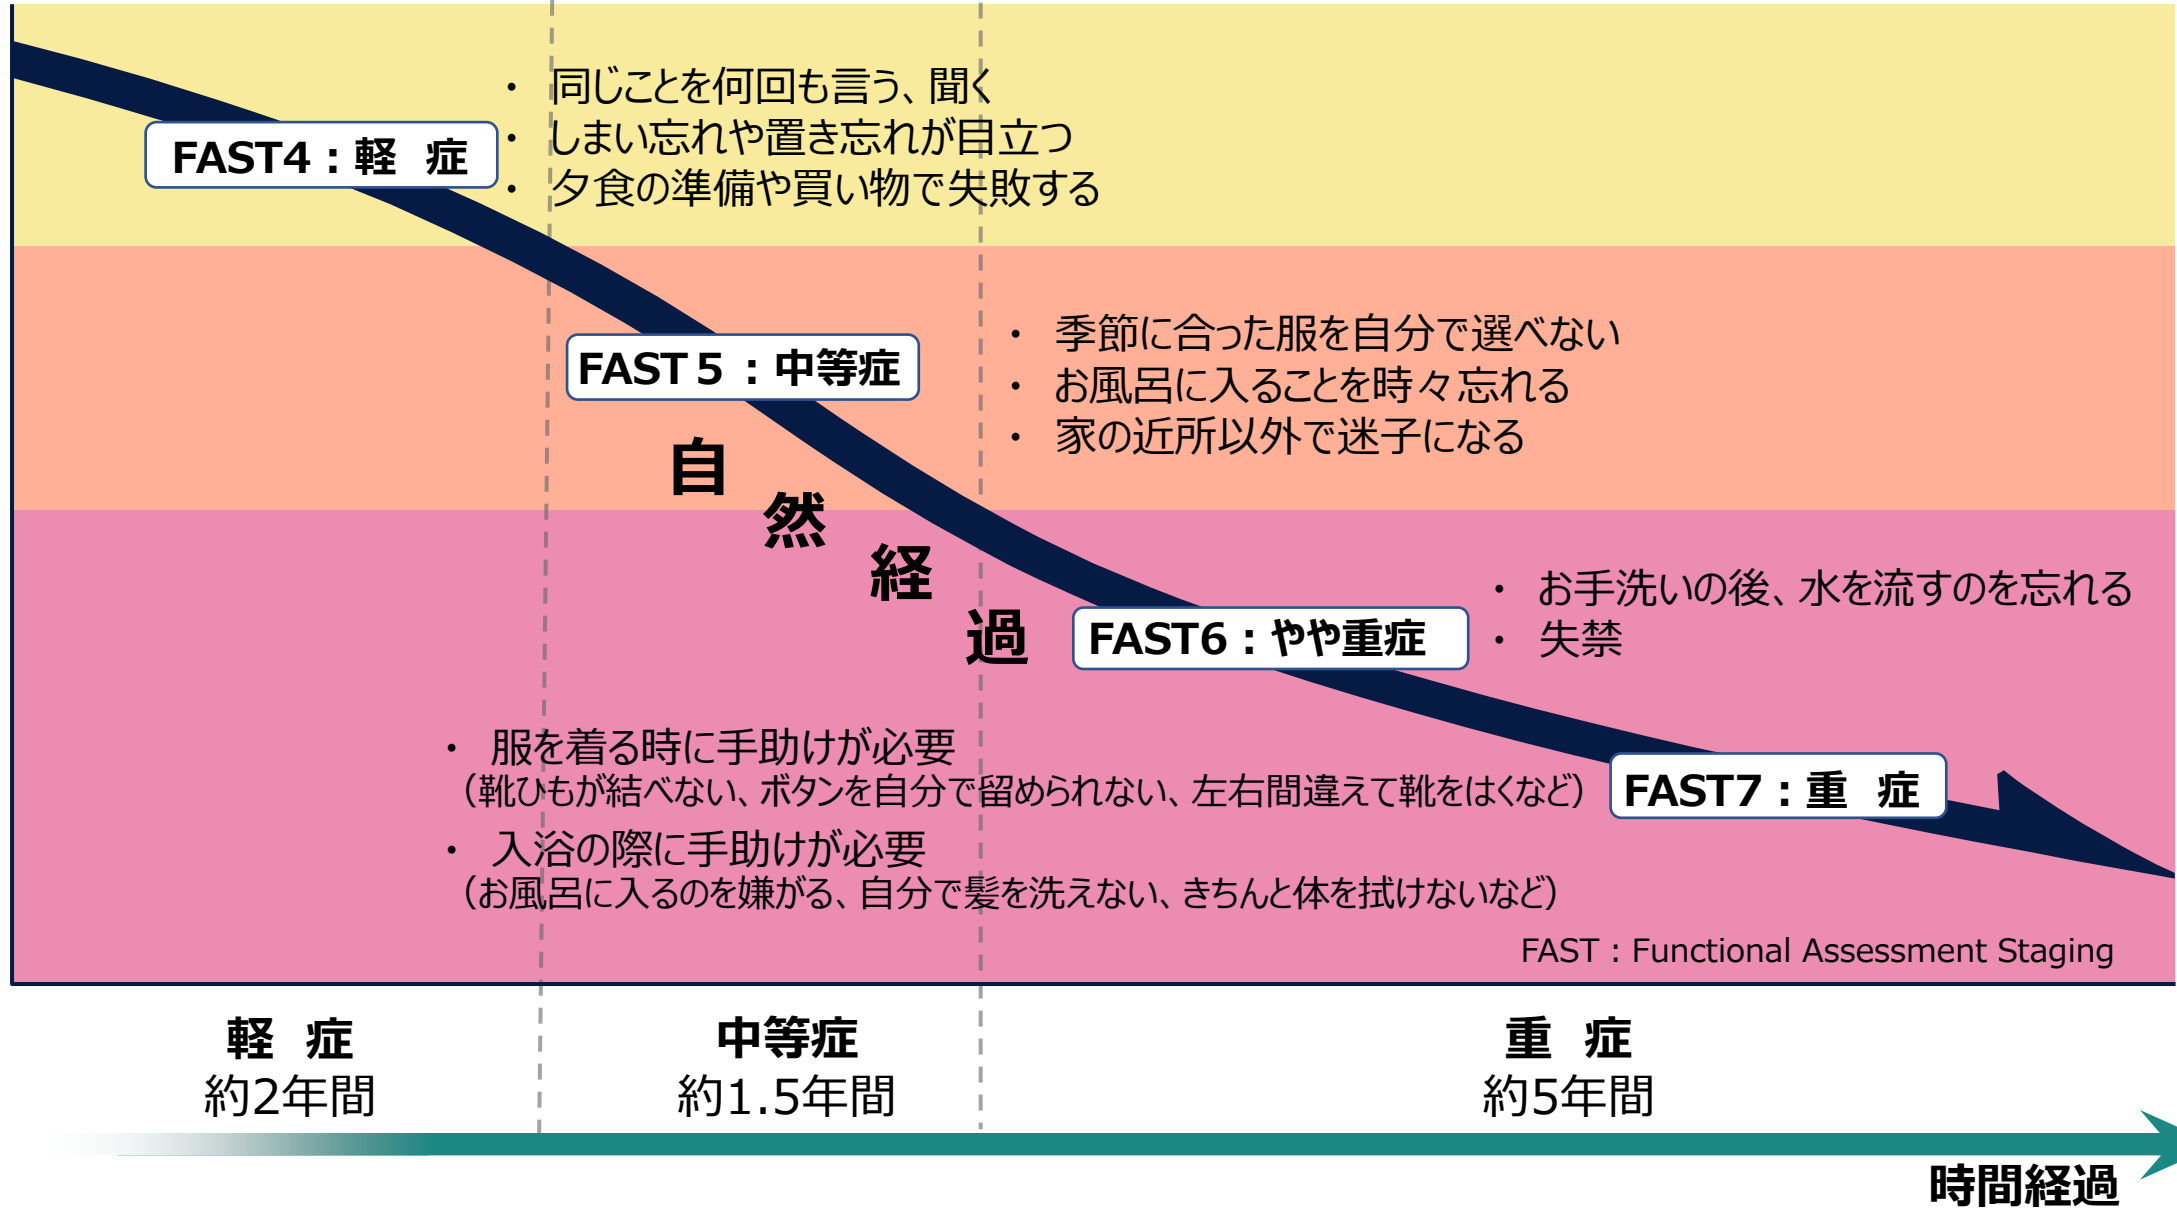 ・ 同じことを何回も言う、聞く
・ しまい忘れや置き忘れが目立つ
・ 夕食の準備や買い物で失敗する
FAST4：軽 症
・ 季節に合った服を自分で選べない
・ お風呂に入ることを時々忘れる
・ 家の近所以外で迷子になる
FAST５：中等症
自然経過
・ お手洗いの後、水を流すのを忘れる
・ 失禁
FAST6：やや重症
・ 服を着る時に手助けが必要
（靴ひもが結べない、ボタンを自分で留められない、左右間違えて靴をはくなど）
・ 入浴の際に手助けが必要
（お風呂に入るのを嫌がる、自分で髪を洗えない、きちんと体を拭けないなど）
FAST7：重 症
FAST：Functional Assessment Staging
軽 症
約2年間
中等症
約1.5年間
重 症
約5年間
時間経過